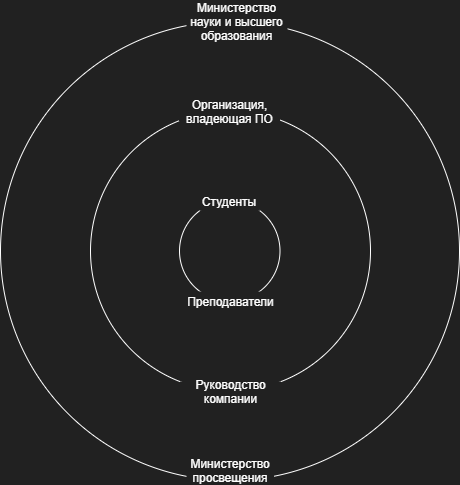 Министерство
науки и высшего
образования
Организация,
владеющая ПО
Студенты
Преподаватели
Руководство
компании
Министерство
просвещения